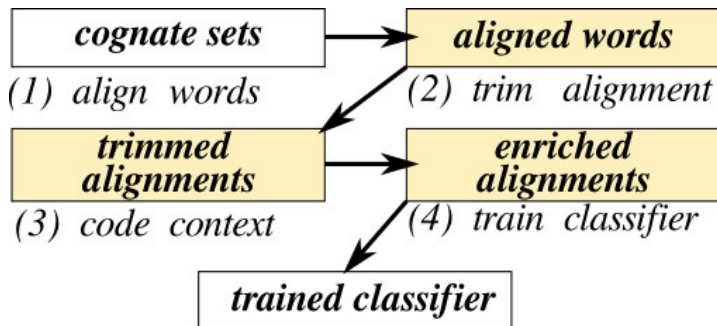 cognate sets
aligned words
(1) align words
(2) trim alignment
trimmed
alignments
enriched
alignments
(3) code context
(4) train classifier
trained classifier